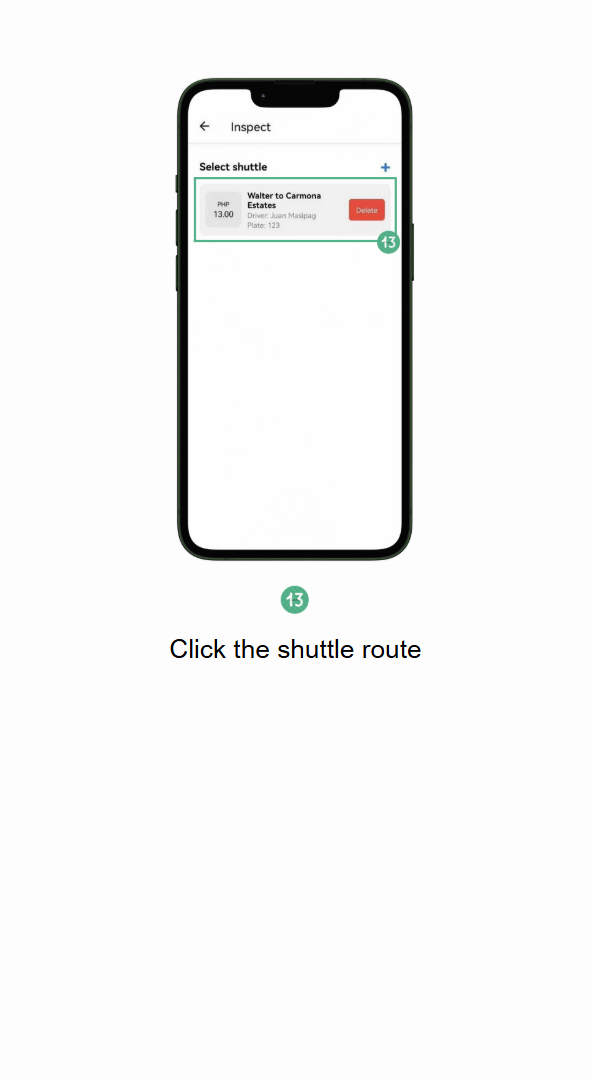 Inspect
Select shuttle
PHP
13.00
Walter to Carmona
Estates
Driver: Juan Masipag
Plate: 123
Delete
13
13
Click the shuttle route